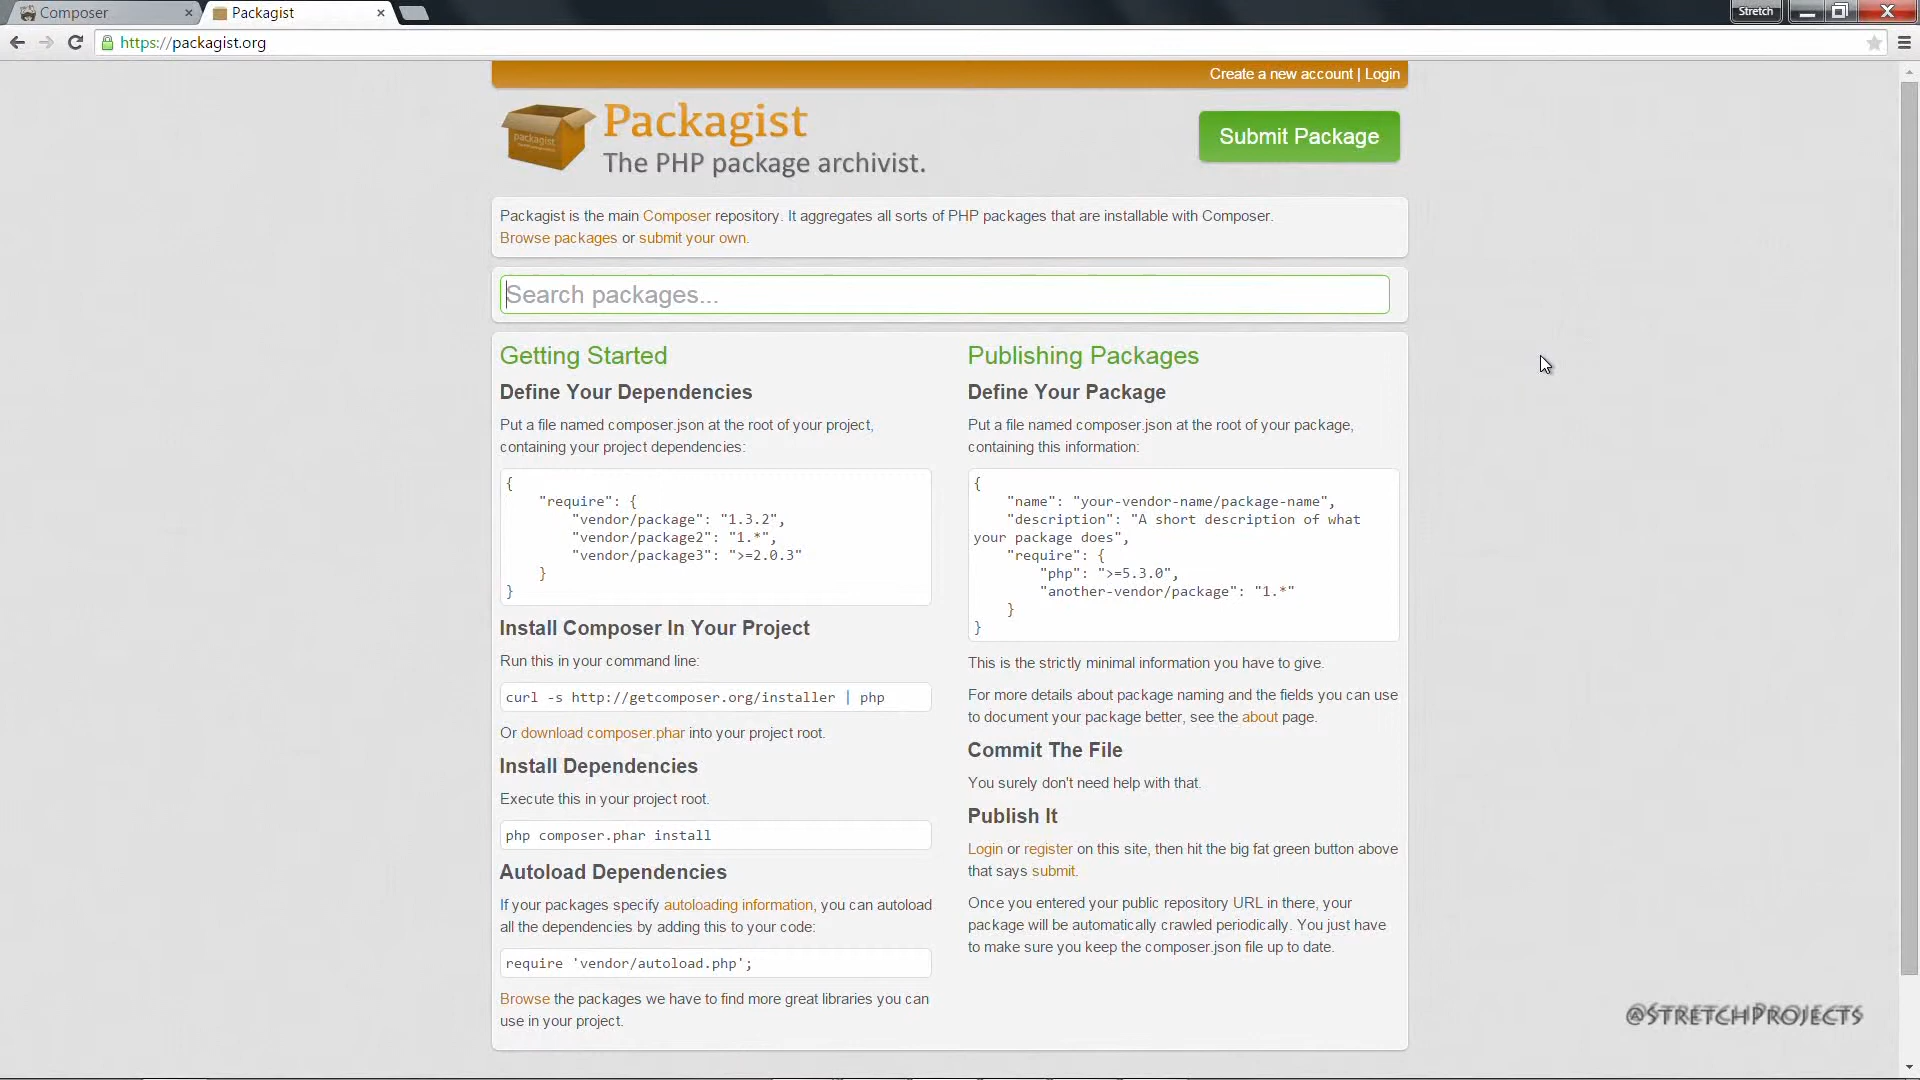 Composer
Packagist
Stretch
https://packagist.org
Create a new account | Login
packagist
Packagist
The PHP package archivist.
Submit Package
Packagist is the main Composer repository. It aggregates all sorts of PHP packages that are installable with Composer.
Browse packages or submit your own.
Search packages...
Getting Started
Define Your Dependencies
Put a file named composer.json at the root of your project,
containing your project dependencies:
{
    "require": {
        "vendor/package": "1.3.2",
        "vendor/package2": "1.*",
        "vendor/package3": ">=2.0.3"
    }
}
Install Composer In Your Project
Run this in your command line:
curl -s http://getcomposer.org/installer | php
Or download composer.phar into your project root.
Install Dependencies
Execute this in your project root.
php composer.phar install
Autoload Dependencies
If your packages specify autoloading information, you can autoload
all the dependencies by adding this to your code:
require 'vendor/autoload.php';
Browse the packages we have to find more great libraries you can
use in your project.
Publishing Packages
Define Your Package
Put a file named composer.json at the root of your package,
containing this information:
{
    "name": "your-vendor-name/package-name",
    "description": "A short description of what
your package does",
    "require": {
        "php": ">=5.3.0",
        "another-vendor/package": "1.*"
    }
}
This is the strictly minimal information you have to give.
For more details about package naming and the fields you can use
to document your package better, see the about page.
Commit The File
You surely don't need help with that.
Publish It
Login or register on this site, then hit the big fat green button above
that says submit.
Once you entered your public repository URL in there, your
package will be automatically crawled periodically. You just have
to make sure you keep the composer.json file up to date.
@StretchProjects